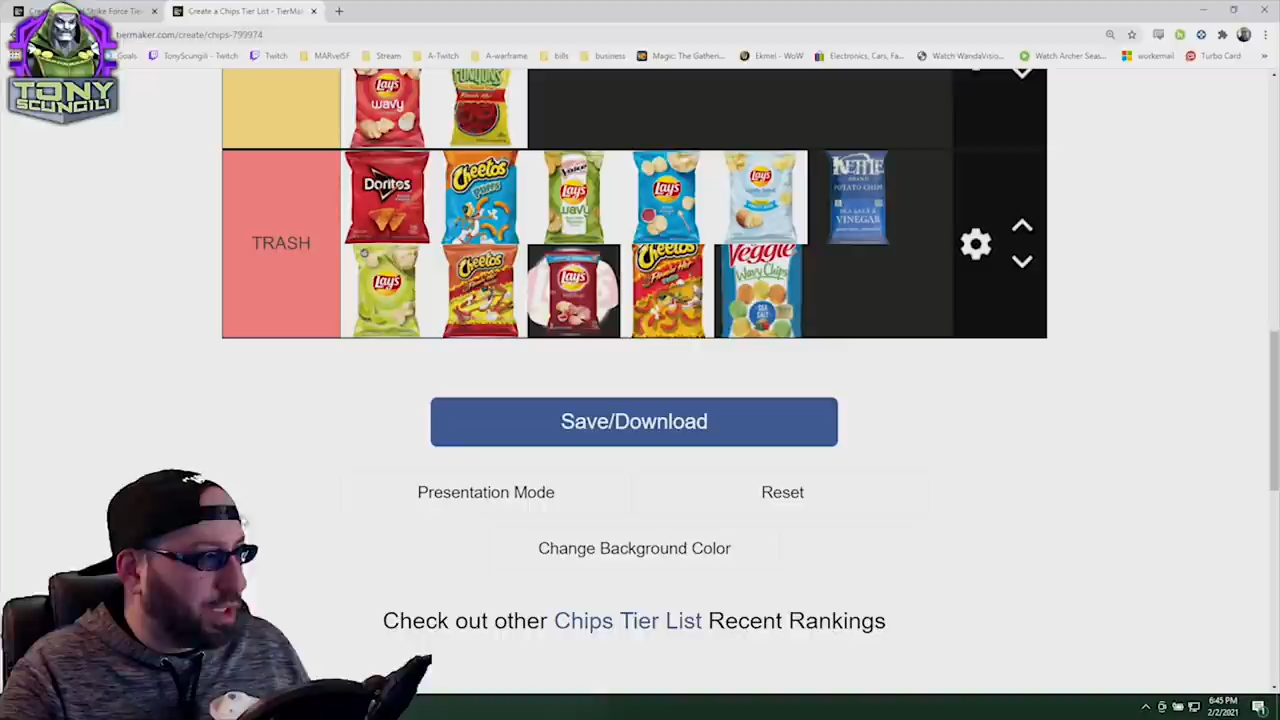 Strike Force Tie
Create a Chips Tier List - TierMa
tiermaker.com/create/chips-799974
Goals
TonyScungili - Twitch
Twitch
MARVelSF
Stream
A-Twitch
A-warframe
bills
business
Magic: The Gatheri...
Ekmel - WoW
Electronics, Cars, Fa...
Watch WandaVisio...
Watch Archer Seas...
workemail
Turbo Card
TONY
SCUNGILI
Lay's
wavy
FUNYUNS
TRASH
Doritos
Cheetos
PUFFS
Lay's
wavy
Lay's
Lay's
KETTLE
BRAND
POTATO CHIPS
SEA SALT &
VINEGAR
Lay's
Cheetos
Lay's
Cheetos
Veggie
Wavy Chips
SEA
SALT
Save/Download
Presentation Mode
Reset
Change Background Color
Check out other Chips Tier List Recent Rankings
6:45 PM
2/2/2021